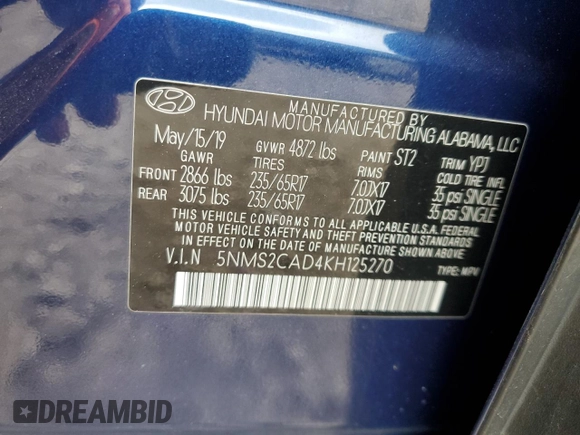 MANUFACTURED BY
HYUNDAI MOTOR MANUFACTURING ALABAMA, LLC
May/15/19 GVWR 4872 lbs PAINT ST2 TRIM YPJ
GAWR TIRES RIMS COLD TIRE INFL.
FRONT 2866 lbs 235/65R17 7.0JX17 35 psi SINGLE
REAR 3075 lbs 235/65R17 7.0JX17 35 psi SINGLE
THIS VEHICLE CONFORMS TO ALL APPLICABLE U.S.A. FEDERAL
MOTOR VEHICLE SAFETY AND THEFT PREVENTION STANDARDS
IN EFFECT ON THE DATE OF MANUFACTURE SHOWN ABOVE.
V.I.N 5NMS2CAD4KH125270 TYPE: MPV
DREAMBID